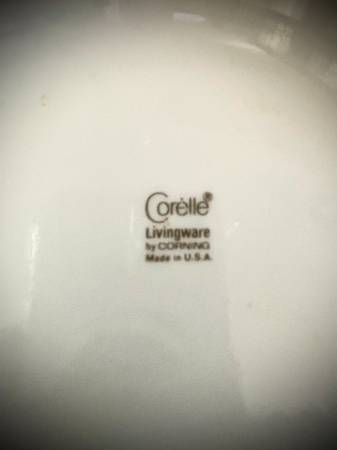 Corelle®
Livingware
by CORNING
Made in U.S.A.